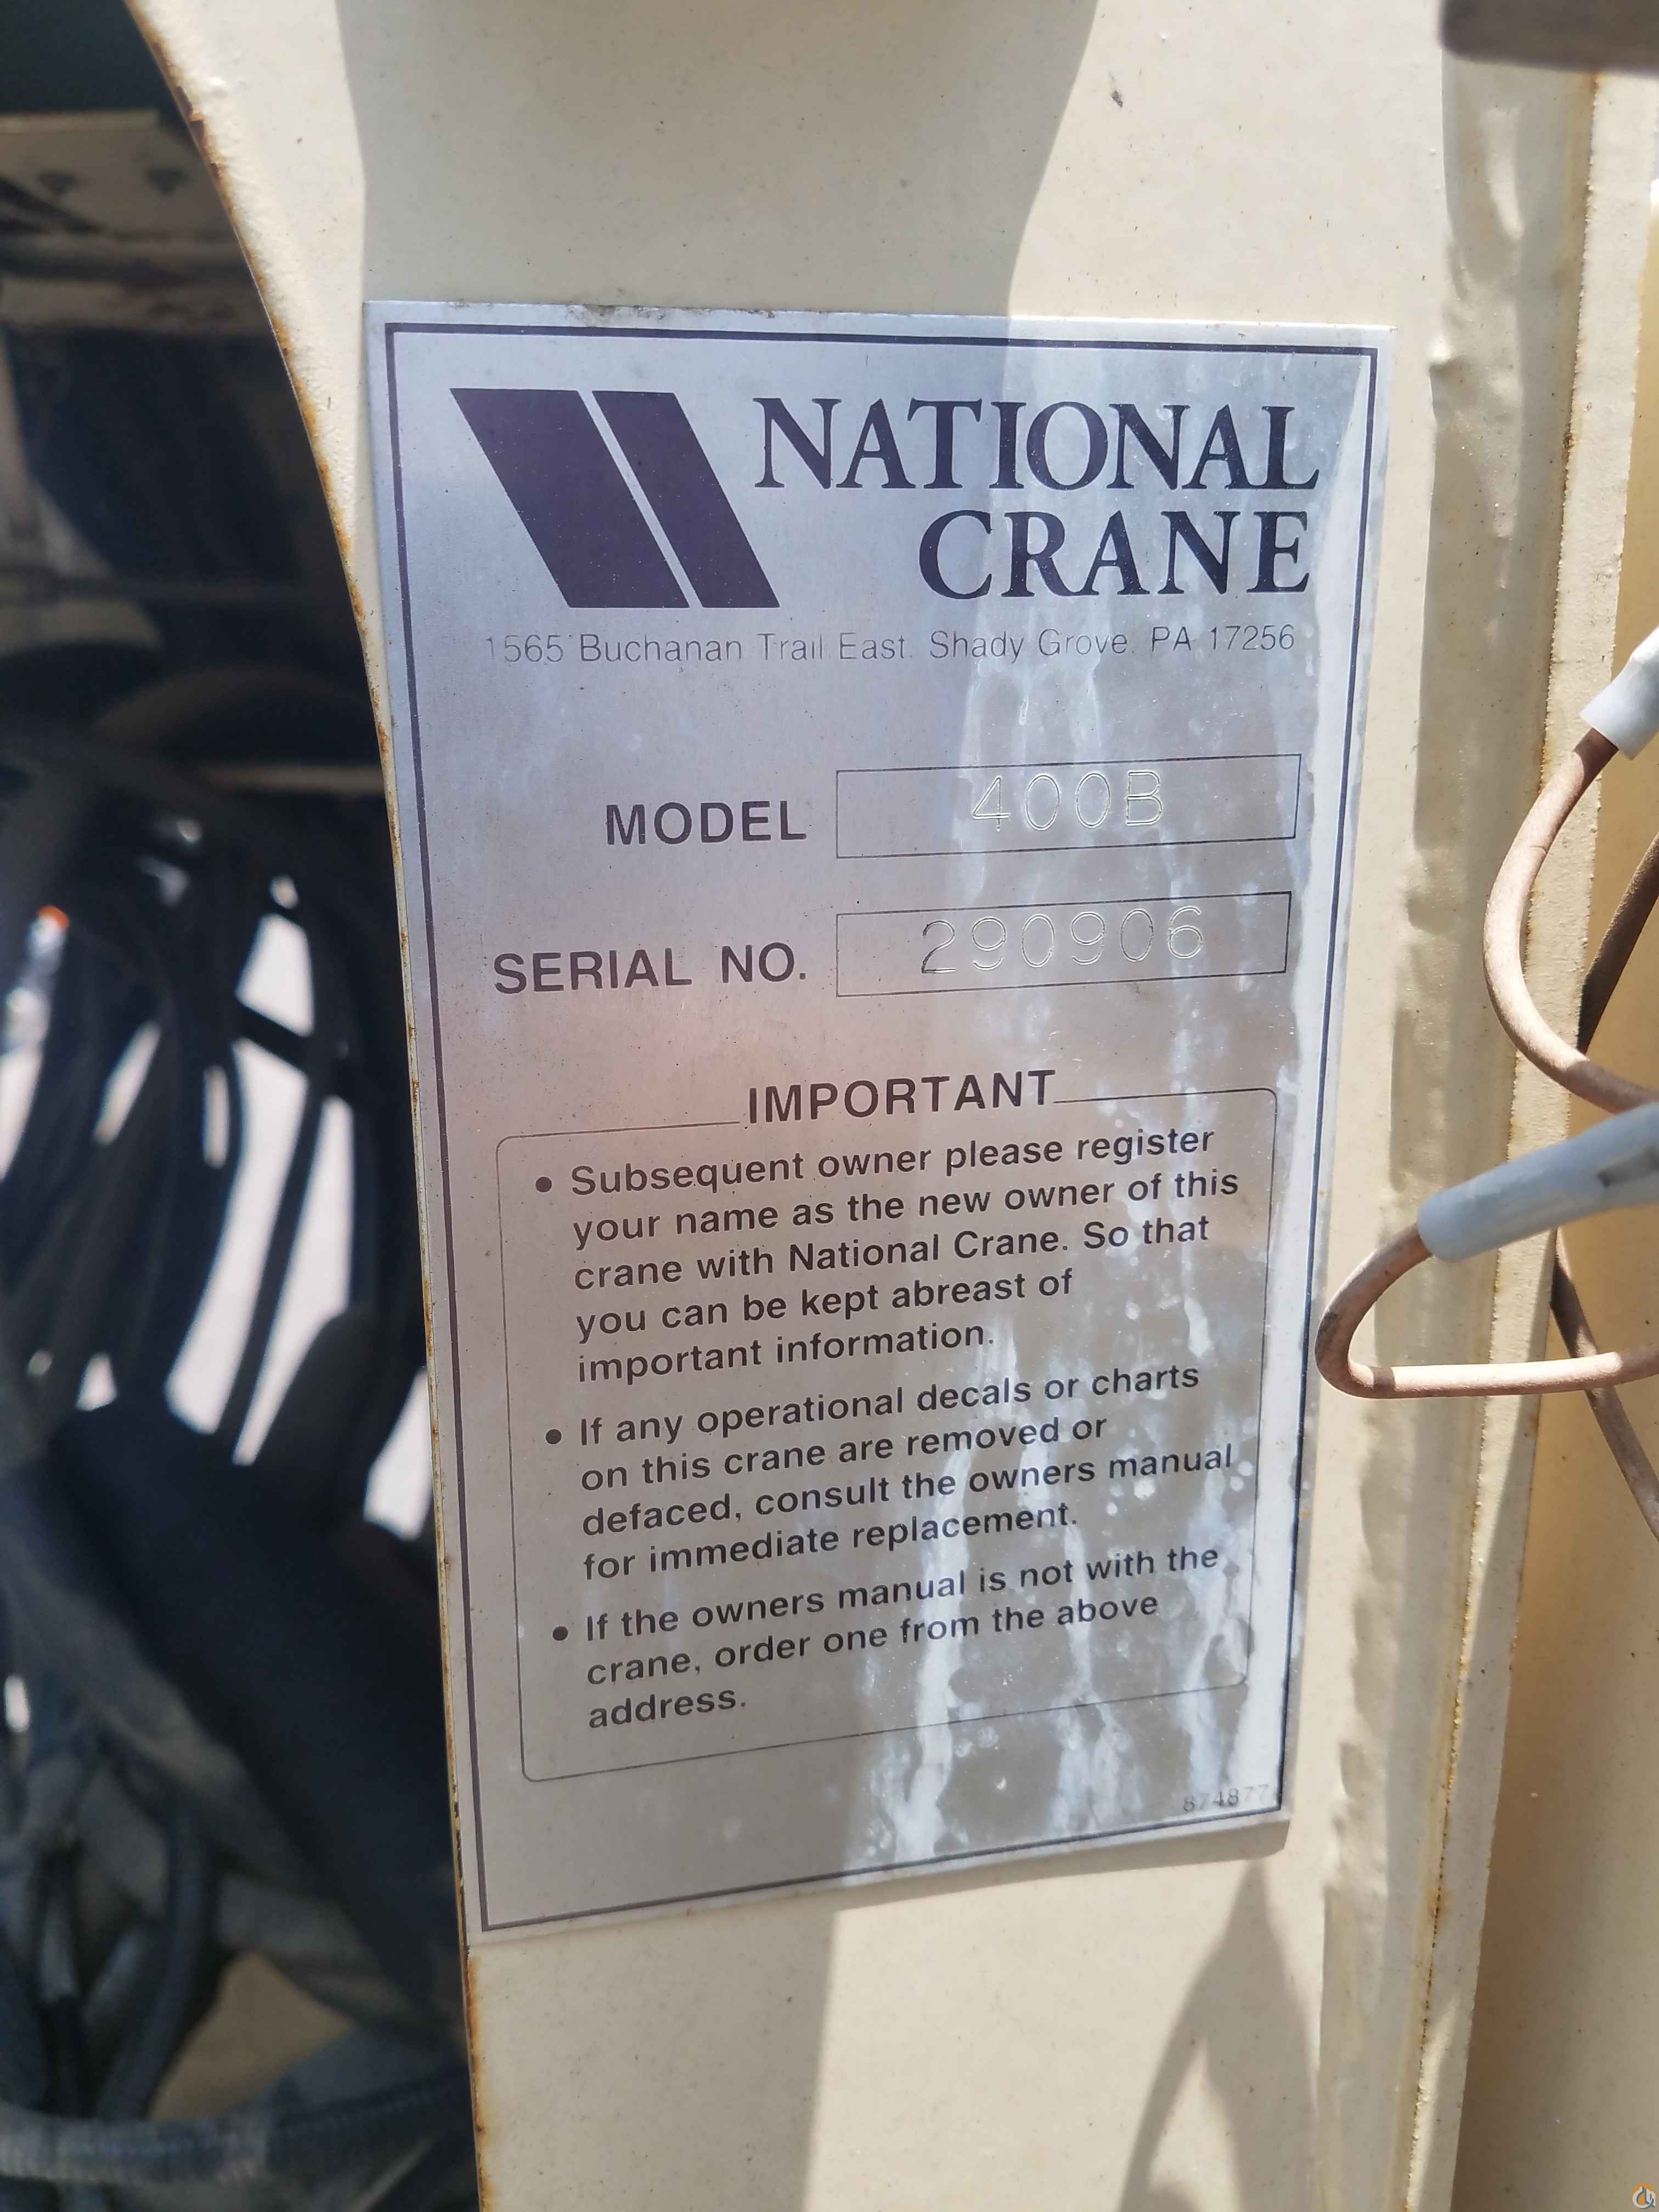 NATIONAL
CRANE
1565 Buchanan Trail East. Shady Grove, PA 17256
MODEL 400B
SERIAL NO. 290906
IMPORTANT
• Subsequent owner please register
your name as the new owner of this
crane with National Crane. So that
you can be kept abreast of
important information.
• If any operational decals or charts
on this crane are removed or
defaced, consult the owners manual
for immediate replacement.
• If the owners manual is not with the
crane, order one from the above
address.
874877